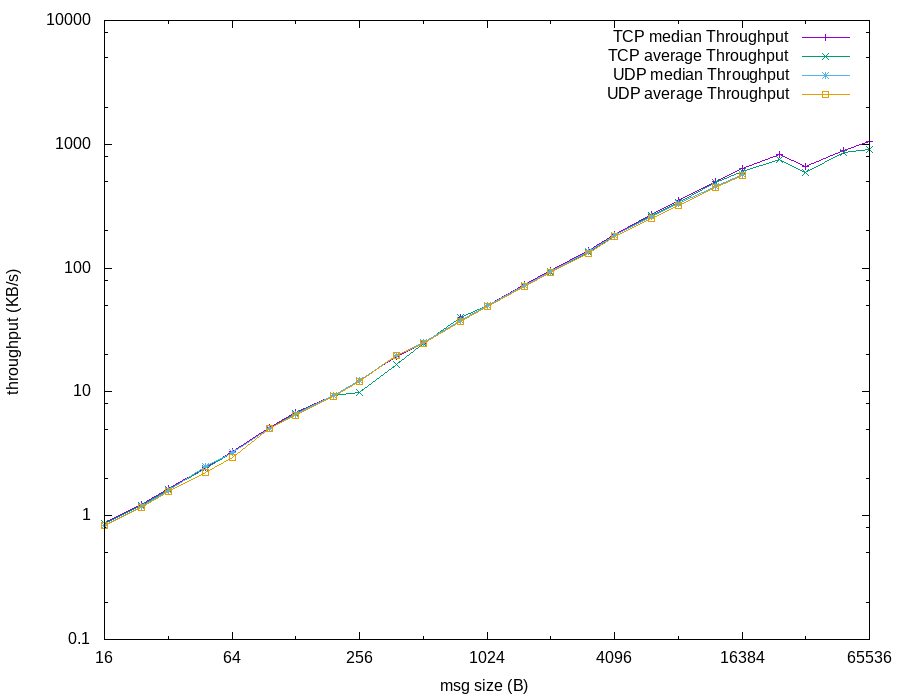 10000
1000
100
10
1
0.1
throughput (KB/s)
TCP median Throughput
TCP average Throughput
UDP median Throughput
UDP average Throughput
16 64 256 1024 4096 16384 65536
msg size (B)